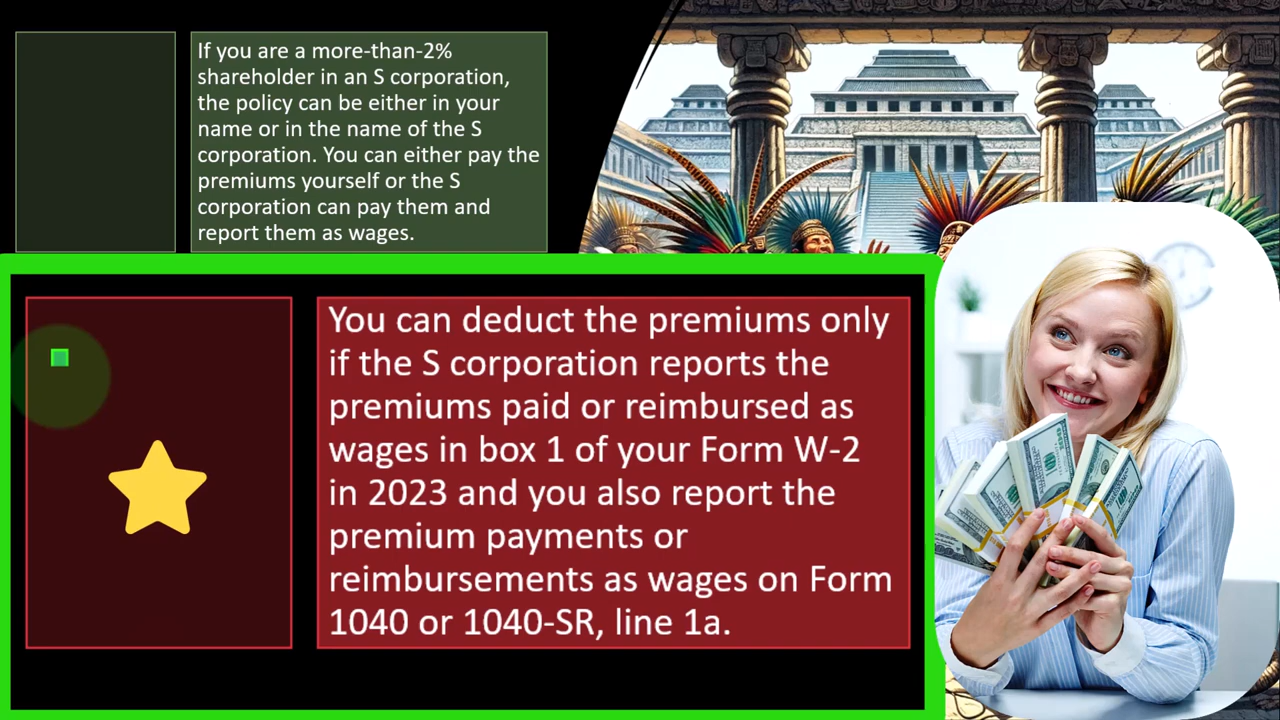 If you are a more-than-2%
shareholder in an S corporation,
the policy can be either in your
name or in the name of the S
corporation. You can either pay the
premiums yourself or the S
corporation can pay them and
report them as wages.
You can deduct the premiums only
if the S corporation reports the
premiums paid or reimbursed as
wages in box 1 of your Form W-2
in 2023 and you also report the
premium payments or
reimbursements as wages on Form
1040 or 1040-SR, line 1a.